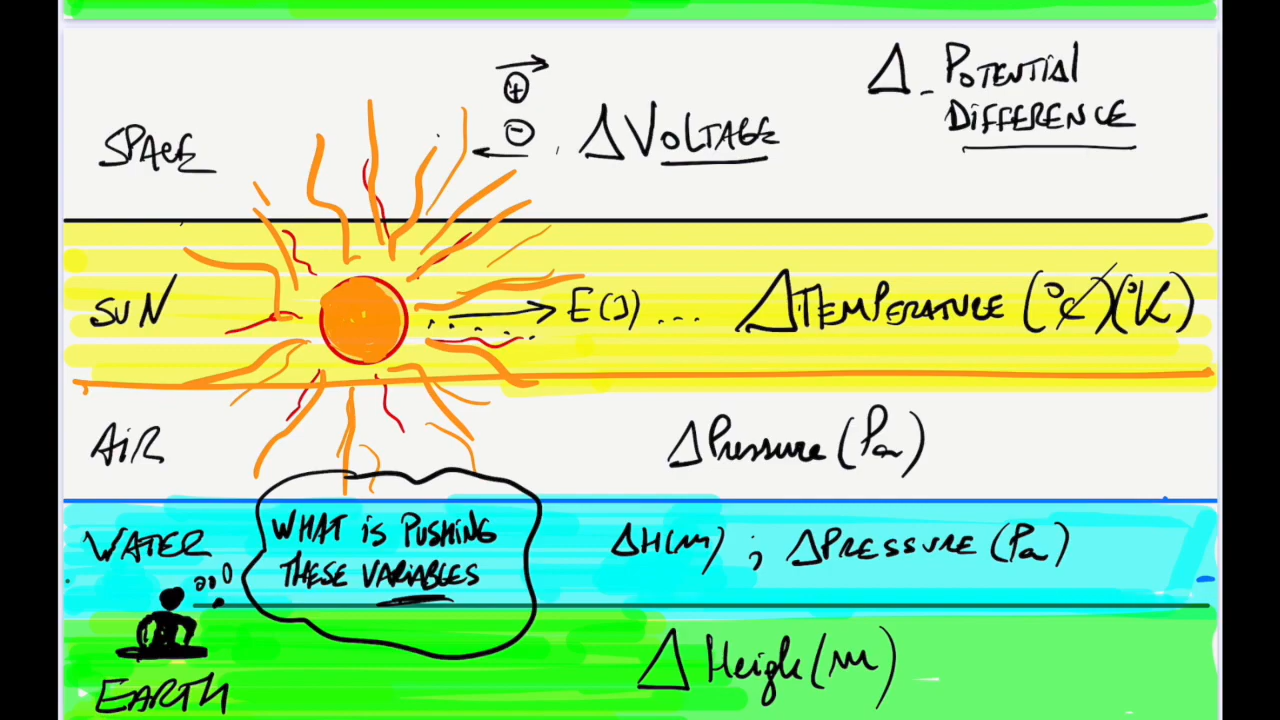 Δ - POTENTIAL
DIFFERENCE
SPACE
+
-
ΔVOLTAGE
SUN
E(J) ...
ΔTEMPERATURE (°C)(°K)
AIR
ΔPressure (Pa)
WATER
WHAT iS PUSHING
THESE VARIABLES
ΔH(m) ; ΔPRESSURE (Pa)
EARTH
Δ Heigh (m)